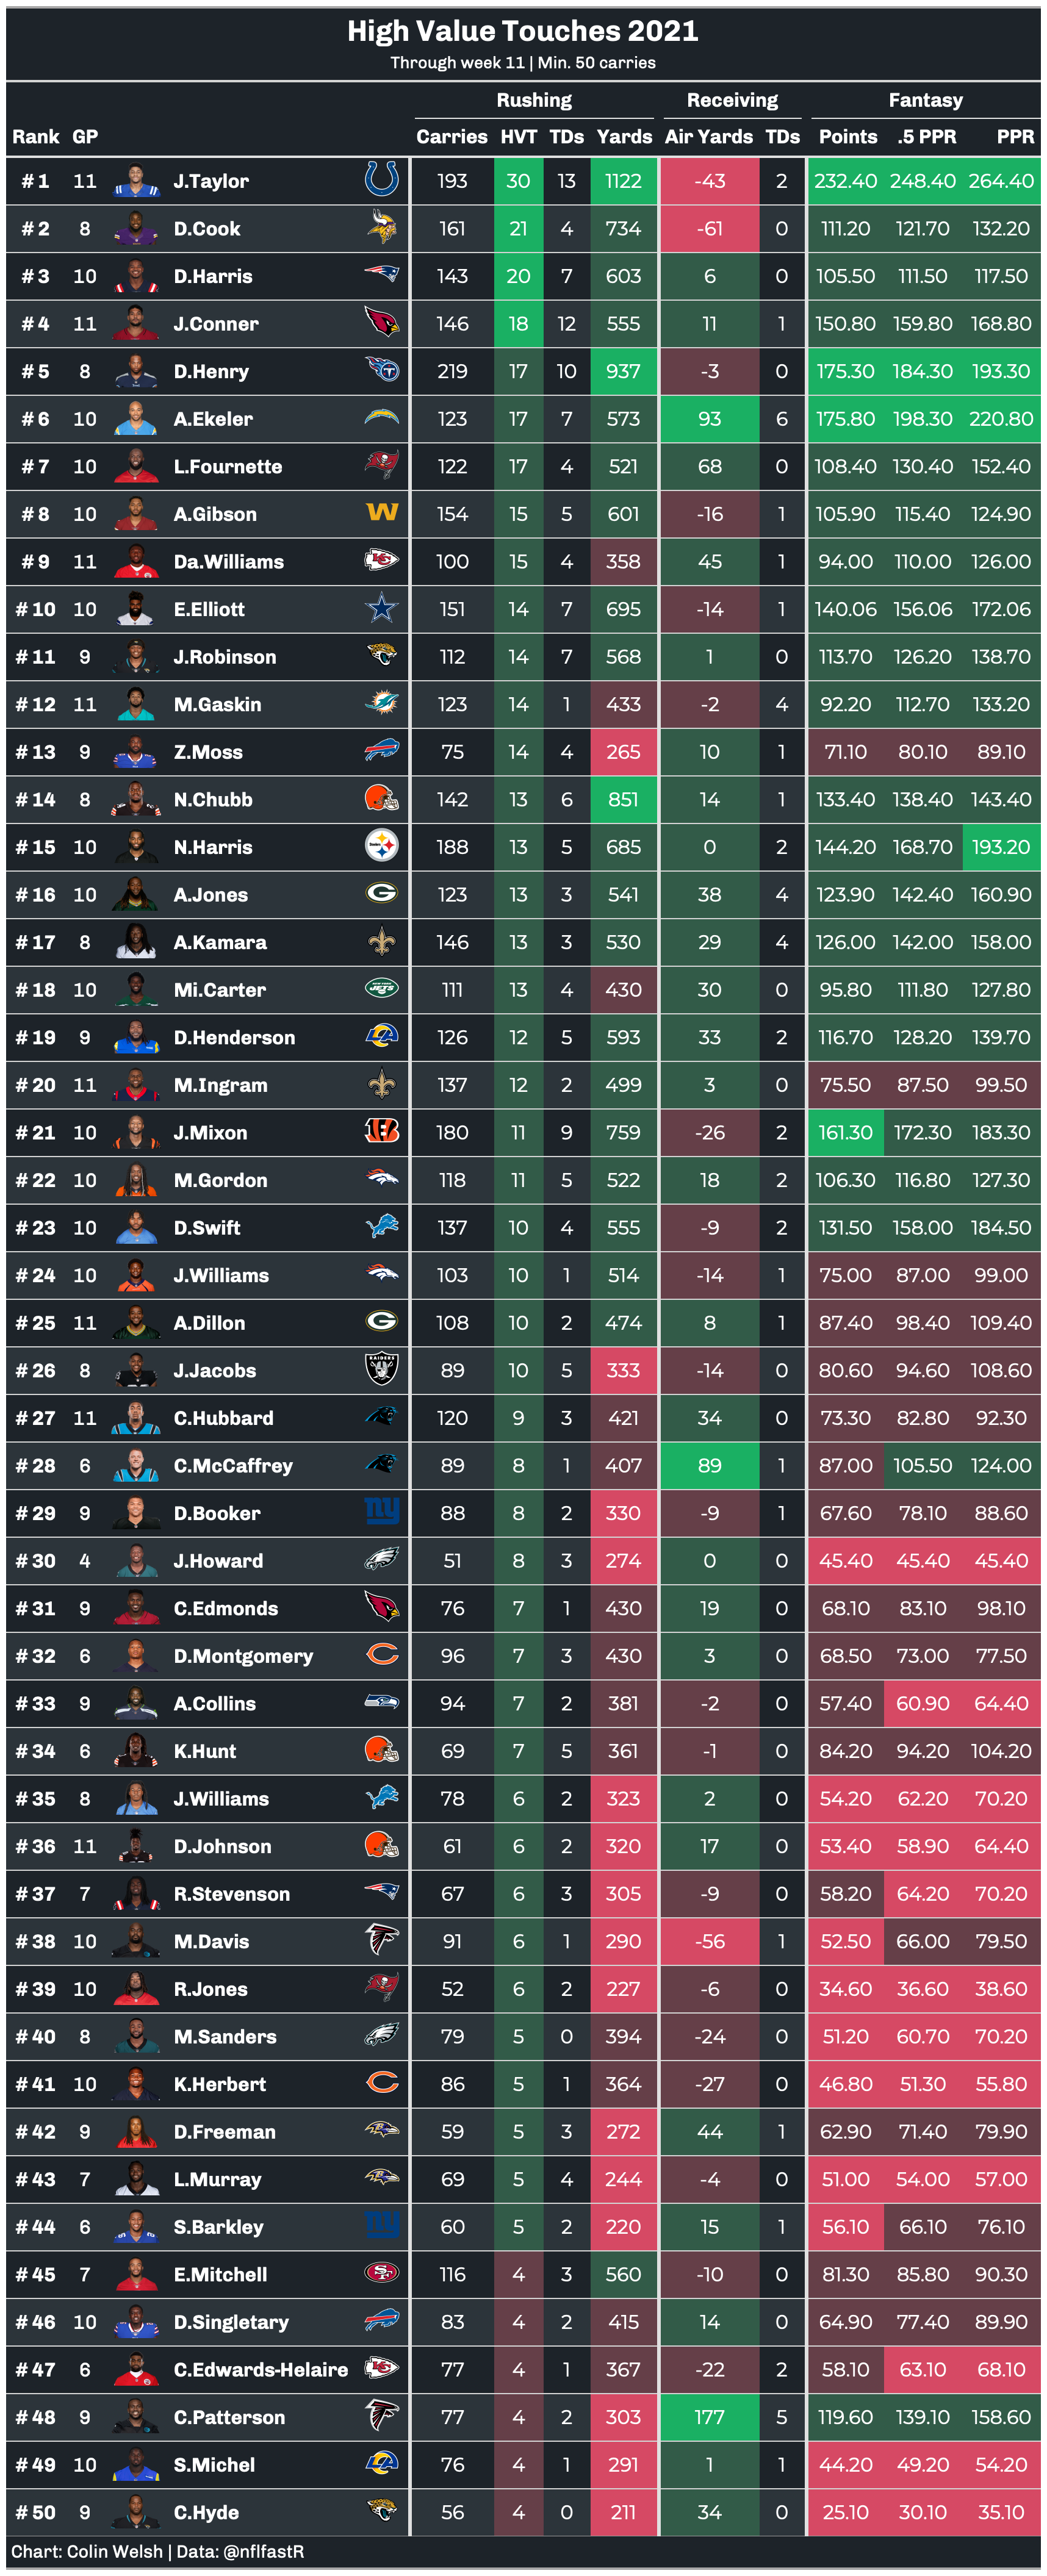 High Value Touches 2021
Through week 11 | Min. 50 carries
Rushing Receiving Fantasy
Rank GP Carries HVT TDs Yards Air Yards TDs Points .5 PPR PPR
# 1 11 J.Taylor 193 30 13 1122 -43 2 232.40 248.40 264.40
# 2 8 D.Cook 161 21 4 734 -61 0 111.20 121.70 132.20
# 3 10 D.Harris 143 20 7 603 6 0 105.50 111.50 117.50
# 4 11 J.Conner 146 18 12 555 11 1 150.80 159.80 168.80
# 5 8 D.Henry 219 17 10 937 -3 0 175.30 184.30 193.30
# 6 10 A.Ekeler 123 17 7 573 93 6 175.80 198.30 220.80
# 7 10 L.Fournette 122 17 4 521 68 0 108.40 130.40 152.40
# 8 10 A.Gibson W 154 15 5 601 -16 1 105.90 115.40 124.90
# 9 11 Da.Williams KC 100 15 4 358 45 1 94.00 110.00 126.00
# 10 10 E.Elliott 151 14 7 695 -14 1 140.06 156.06 172.06
# 11 9 J.Robinson 112 14 7 568 1 0 113.70 126.20 138.70
# 12 11 M.Gaskin 123 14 1 433 -2 4 92.20 112.70 133.20
# 13 9 Z.Moss 75 14 4 265 10 1 71.10 80.10 89.10
# 14 8 N.Chubb 142 13 6 851 14 1 133.40 138.40 143.40
# 15 10 N.Harris 188 13 5 685 0 2 144.20 168.70 193.20
# 16 10 A.Jones G 123 13 3 541 38 4 123.90 142.40 160.90
# 17 8 A.Kamara 146 13 3 530 29 4 126.00 142.00 158.00
# 18 10 Mi.Carter JETS 111 13 4 430 30 0 95.80 111.80 127.80
# 19 9 D.Henderson LA 126 12 5 593 33 2 116.70 128.20 139.70
# 20 11 M.Ingram 137 12 2 499 3 0 75.50 87.50 99.50
# 21 10 J.Mixon B 180 11 9 759 -26 2 161.30 172.30 183.30
# 22 10 M.Gordon 118 11 5 522 18 2 106.30 116.80 127.30
# 23 10 D.Swift 137 10 4 555 -9 2 131.50 158.00 184.50
# 24 10 J.Williams 103 10 1 514 -14 1 75.00 87.00 99.00
# 25 11 A.Dillon G 108 10 2 474 8 1 87.40 98.40 109.40
# 26 8 J.Jacobs RAIDERS 89 10 5 333 -14 0 80.60 94.60 108.60
# 27 11 C.Hubbard 120 9 3 421 34 0 73.30 82.80 92.30
# 28 6 C.McCaffrey 89 8 1 407 89 1 87.00 105.50 124.00
# 29 9 D.Booker ny 88 8 2 330 -9 1 67.60 78.10 88.60
# 30 4 J.Howard 51 8 3 274 0 0 45.40 45.40 45.40
# 31 9 C.Edmonds 76 7 1 430 19 0 68.10 83.10 98.10
# 32 6 D.Montgomery C 96 7 3 430 3 0 68.50 73.00 77.50
# 33 9 A.Collins 94 7 2 381 -2 0 57.40 60.90 64.40
# 34 6 K.Hunt 69 7 5 361 -1 0 84.20 94.20 104.20
# 35 8 J.Williams 78 6 2 323 2 0 54.20 62.20 70.20
# 36 11 D.Johnson 61 6 2 320 17 0 53.40 58.90 64.40
# 37 7 R.Stevenson 67 6 3 305 -9 0 58.20 64.20 70.20
# 38 10 M.Davis 91 6 1 290 -56 1 52.50 66.00 79.50
# 39 10 R.Jones 52 6 2 227 -6 0 34.60 36.60 38.60
# 40 8 M.Sanders 79 5 0 394 -24 0 51.20 60.70 70.20
# 41 10 K.Herbert C 86 5 1 364 -27 0 46.80 51.30 55.80
# 42 9 D.Freeman 59 5 3 272 44 1 62.90 71.40 79.90
# 43 7 L.Murray 69 5 4 244 -4 0 51.00 54.00 57.00
# 44 6 S.Barkley ny 60 5 2 220 15 1 56.10 66.10 76.10
# 45 7 E.Mitchell SF 116 4 3 560 -10 0 81.30 85.80 90.30
# 46 10 D.Singletary 83 4 2 415 14 0 64.90 77.40 89.90
# 47 6 C.Edwards-Helaire KC 77 4 1 367 -22 2 58.10 63.10 68.10
# 48 9 C.Patterson 77 4 2 303 177 5 119.60 139.10 158.60
# 49 10 S.Michel LA 76 4 1 291 1 1 44.20 49.20 54.20
# 50 9 C.Hyde 56 4 0 211 34 0 25.10 30.10 35.10
Chart: Colin Welsh | Data: @nflfastR